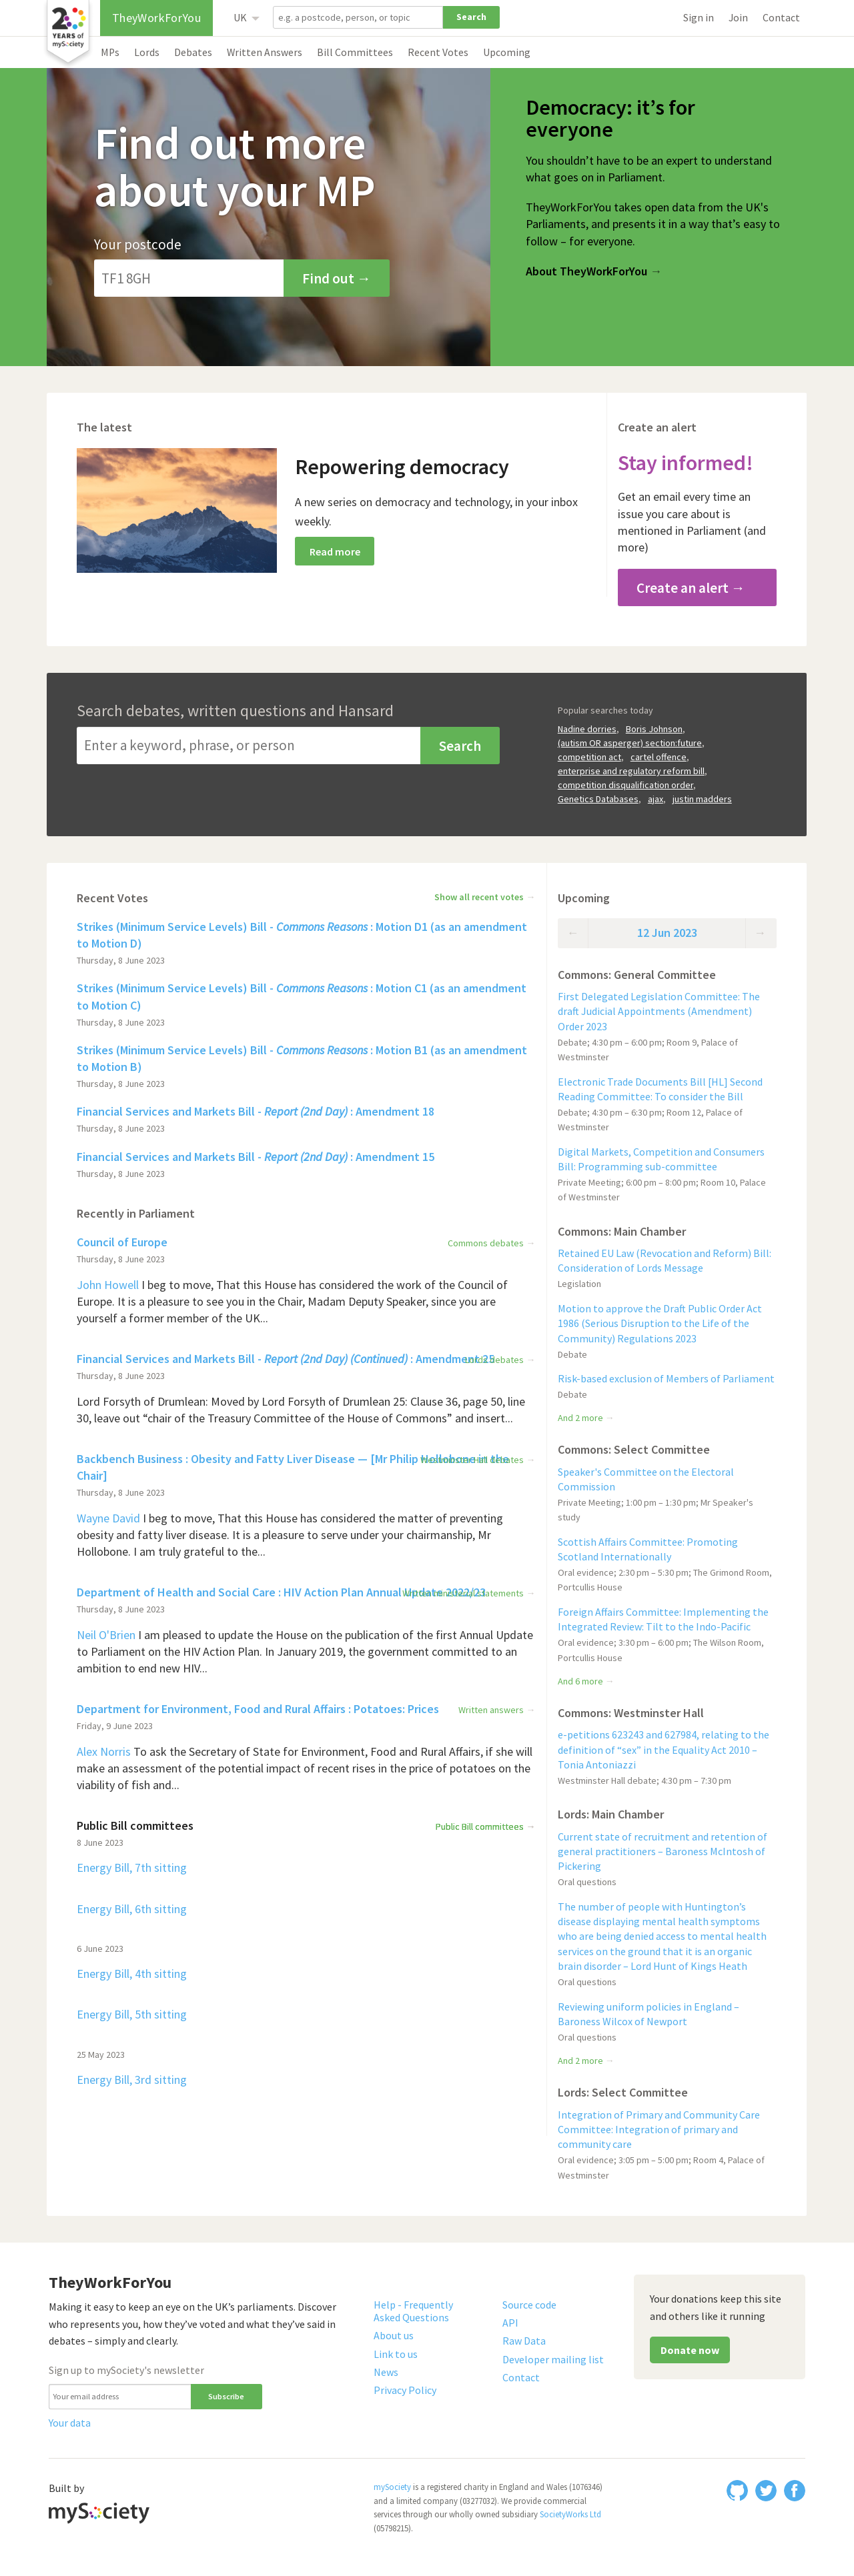 20
YEARS of
mySociety
TheyWorkForYou
UK
e.g. a postcode, person, or topic
Search
Sign in
Join
Contact
MPs
Lords
Debates
Written Answers
Bill Committees
Recent Votes
Upcoming
Find out more
about your MP
Your postcode
TF1 8GH
Find out →
Democracy: it’s for
everyone
You shouldn’t have to be an expert to understand
what goes on in Parliament.
TheyWorkForYou takes open data from the UK's
Parliaments, and presents it in a way that’s easy to
follow – for everyone.
About TheyWorkForYou →
The latest
Repowering democracy
A new series on democracy and technology, in your inbox
weekly.
Read more
Create an alert
Stay informed!
Get an email every time an
issue you care about is
mentioned in Parliament (and
more)
Create an alert →
Search debates, written questions and Hansard
Enter a keyword, phrase, or person
Search
Popular searches today
Nadine dorries, Boris Johnson,
(autism OR asperger) section:future,
competition act, cartel offence,
enterprise and regulatory reform bill,
competition disqualification order,
Genetics Databases, ajax, justin madders
Recent Votes
Show all recent votes →
Strikes (Minimum Service Levels) Bill - Commons Reasons : Motion D1 (as an amendment
to Motion D)
Thursday, 8 June 2023
Strikes (Minimum Service Levels) Bill - Commons Reasons : Motion C1 (as an amendment
to Motion C)
Thursday, 8 June 2023
Strikes (Minimum Service Levels) Bill - Commons Reasons : Motion B1 (as an amendment
to Motion B)
Thursday, 8 June 2023
Financial Services and Markets Bill - Report (2nd Day) : Amendment 18
Thursday, 8 June 2023
Financial Services and Markets Bill - Report (2nd Day) : Amendment 15
Thursday, 8 June 2023
Recently in Parliament
Council of Europe
Commons debates →
Thursday, 8 June 2023
John Howell I beg to move, That this House has considered the work of the Council of
Europe. It is a pleasure to see you in the Chair, Madam Deputy Speaker, since you are
yourself a former member of the UK...
Financial Services and Markets Bill - Report (2nd Day) (Continued) : Amendment 25
Lords debates →
Thursday, 8 June 2023
Lord Forsyth of Drumlean: Moved by Lord Forsyth of Drumlean 25: Clause 36, page 50, line
30, leave out “chair of the Treasury Committee of the House of Commons” and insert...
Backbench Business : Obesity and Fatty Liver Disease — [Mr Philip Hollobone in the
Chair]
Westminster Hall debates →
Thursday, 8 June 2023
Wayne David I beg to move, That this House has considered the matter of preventing
obesity and fatty liver disease. It is a pleasure to serve under your chairmanship, Mr
Hollobone. I am truly grateful to the...
Department of Health and Social Care : HIV Action Plan Annual Update 2022/23
Written ministerial statements →
Thursday, 8 June 2023
Neil O'Brien I am pleased to update the House on the publication of the first Annual Update
to Parliament on the HIV Action Plan. In January 2019, the government committed to an
ambition to end new HIV...
Department for Environment, Food and Rural Affairs : Potatoes: Prices
Written answers →
Friday, 9 June 2023
Alex Norris To ask the Secretary of State for Environment, Food and Rural Affairs, if she will
make an assessment of the potential impact of recent rises in the price of potatoes on the
viability of fish and...
Public Bill committees
Public Bill committees →
8 June 2023
Energy Bill, 7th sitting
Energy Bill, 6th sitting
6 June 2023
Energy Bill, 4th sitting
Energy Bill, 5th sitting
25 May 2023
Energy Bill, 3rd sitting
Upcoming
← 12 Jun 2023 →
Commons: General Committee
First Delegated Legislation Committee: The
draft Judicial Appointments (Amendment)
Order 2023
Debate; 4:30 pm – 6:00 pm; Room 9, Palace of
Westminster
Electronic Trade Documents Bill [HL] Second
Reading Committee: To consider the Bill
Debate; 4:30 pm – 6:30 pm; Room 12, Palace of
Westminster
Digital Markets, Competition and Consumers
Bill: Programming sub-committee
Private Meeting; 6:00 pm – 8:00 pm; Room 10, Palace
of Westminster
Commons: Main Chamber
Retained EU Law (Revocation and Reform) Bill:
Consideration of Lords Message
Legislation
Motion to approve the Draft Public Order Act
1986 (Serious Disruption to the Life of the
Community) Regulations 2023
Debate
Risk-based exclusion of Members of Parliament
Debate
And 2 more →
Commons: Select Committee
Speaker's Committee on the Electoral
Commission
Private Meeting; 1:00 pm – 1:30 pm; Mr Speaker's
study
Scottish Affairs Committee: Promoting
Scotland Internationally
Oral evidence; 2:30 pm – 5:30 pm; The Grimond Room,
Portcullis House
Foreign Affairs Committee: Implementing the
Integrated Review: Tilt to the Indo-Pacific
Oral evidence; 3:30 pm – 6:00 pm; The Wilson Room,
Portcullis House
And 6 more →
Commons: Westminster Hall
e-petitions 623243 and 627984, relating to the
definition of “sex” in the Equality Act 2010 –
Tonia Antoniazzi
Westminster Hall debate; 4:30 pm – 7:30 pm
Lords: Main Chamber
Current state of recruitment and retention of
general practitioners – Baroness McIntosh of
Pickering
Oral questions
The number of people with Huntington’s
disease displaying mental health symptoms
who are being denied access to mental health
services on the ground that it is an organic
brain disorder – Lord Hunt of Kings Heath
Oral questions
Reviewing uniform policies in England –
Baroness Wilcox of Newport
Oral questions
And 2 more →
Lords: Select Committee
Integration of Primary and Community Care
Committee: Integration of primary and
community care
Oral evidence; 3:05 pm – 5:00 pm; Room 4, Palace of
Westminster
TheyWorkForYou
Making it easy to keep an eye on the UK’s parliaments. Discover
who represents you, how they’ve voted and what they’ve said in
debates – simply and clearly.
Sign up to mySociety's newsletter
Your email address
Subscribe
Your data
Help - Frequently
Asked Questions
About us
Link to us
News
Privacy Policy
Source code
API
Raw Data
Developer mailing list
Contact
Your donations keep this site
and others like it running
Donate now
Built by
mySociety
mySociety is a registered charity in England and Wales (1076346)
and a limited company (03277032). We provide commercial
services through our wholly owned subsidiary SocietyWorks Ltd
(05798215).